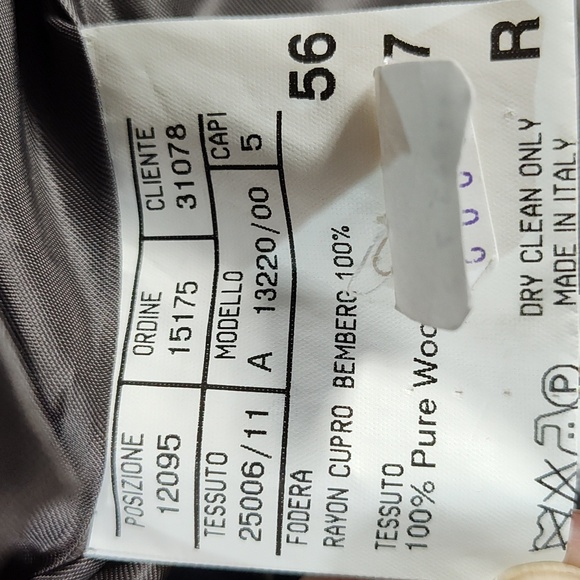 POSIZIONE ORDINE CLIENTE
12095 15175 31078
TESSUTO MODELLO CAPI
25006/11 A 13220/00 5
FODERA 56
RAYON CUPRO BEMBERG 100%
TESSUTO 7
100% Pure
R
DRY CLEAN ONLY
MADE IN ITALY
P